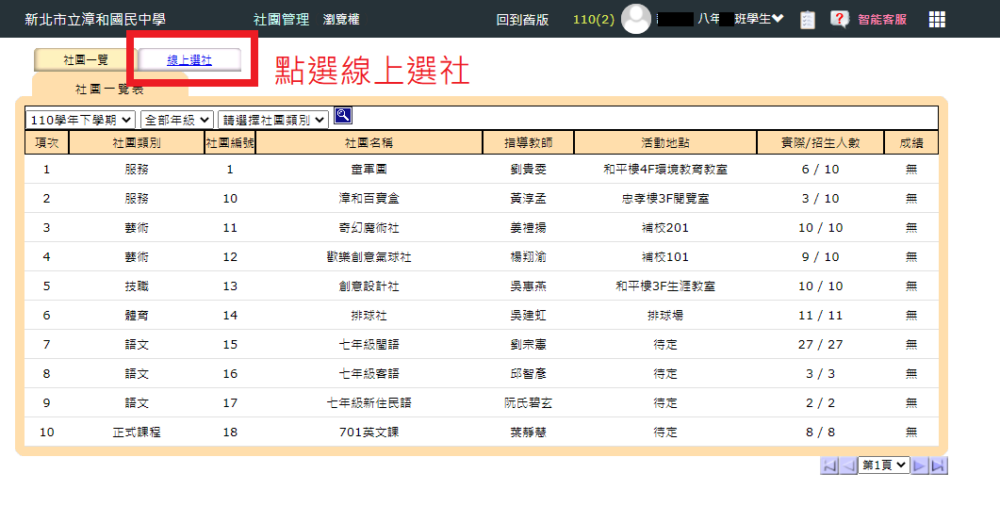 新北市立漳和國民中學 社團管理 瀏覽權 回到舊版 110(2) 八年 班學生 智能客服
社團一覽 線上選社 點選線上選社
社團一覽表
110學年下學期 全部年級 請選擇社團類別
項次 社團類別 社團編號 社團名稱 指導教師 活動地點 實際/招生人數 成績
1 服務 1 童軍團 劉貴雯 和平樓4F環境教育教室 6 / 10 無
2 服務 10 漳和百寶盒 黃淳孟 忠孝樓3F閱覽室 3 / 10 無
3 藝術 11 奇幻魔術社 姜禮揚 補校201 10 / 10 無
4 藝術 12 歡樂創意氣球社 楊翔渝 補校101 9 / 10 無
5 技職 13 創意設計社 吳惠燕 和平樓3F生涯教室 10 / 10 無
6 體育 14 排球社 吳建虹 排球場 11 / 11 無
7 語文 15 七年級閩語 劉宗憲 待定 27 / 27 無
8 語文 16 七年級客語 邱智彥 待定 3 / 3 無
9 語文 17 七年級新住民語 阮氏碧玄 待定 2 / 2 無
10 正式課程 18 701英文課 葉靜慧 待定 8 / 8 無
第1頁